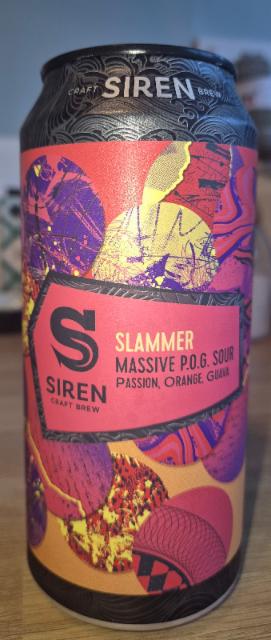 CRAFT SIREN BREW
SLAMMER
MASSIVE P.O.G. SOUR
PASSION, ORANGE, GUAVA
S
SIREN
CRAFT BREW